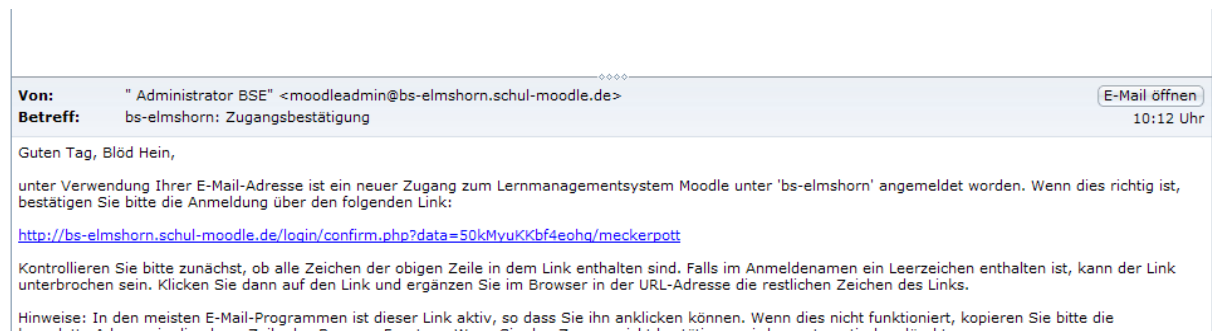 Von: " Administrator BSE" <moodleadmin@bs-elmshorn.schul-moodle.de> E-Mail öffnen
Betreff: bs-elmshorn: Zugangsbestätigung 10:12 Uhr
Guten Tag, Blöd Hein,
unter Verwendung Ihrer E-Mail-Adresse ist ein neuer Zugang zum Lernmanagementsystem Moodle unter 'bs-elmshorn' angemeldet worden. Wenn dies richtig ist,
bestätigen Sie bitte die Anmeldung über den folgenden Link:
http://bs-elmshorn.schul-moodle.de/login/confirm.php?data=50kMyuKKbf4eohq/meckerpott
Kontrollieren Sie bitte zunächst, ob alle Zeichen der obigen Zeile in dem Link enthalten sind. Falls im Anmeldenamen ein Leerzeichen enthalten ist, kann der Link
unterbrochen sein. Klicken Sie dann auf den Link und ergänzen Sie im Browser in der URL-Adresse die restlichen Zeichen des Links.
Hinweise: In den meisten E-Mail-Programmen ist dieser Link aktiv, so dass Sie ihn anklicken können. Wenn dies nicht funktioniert, kopieren Sie bitte die